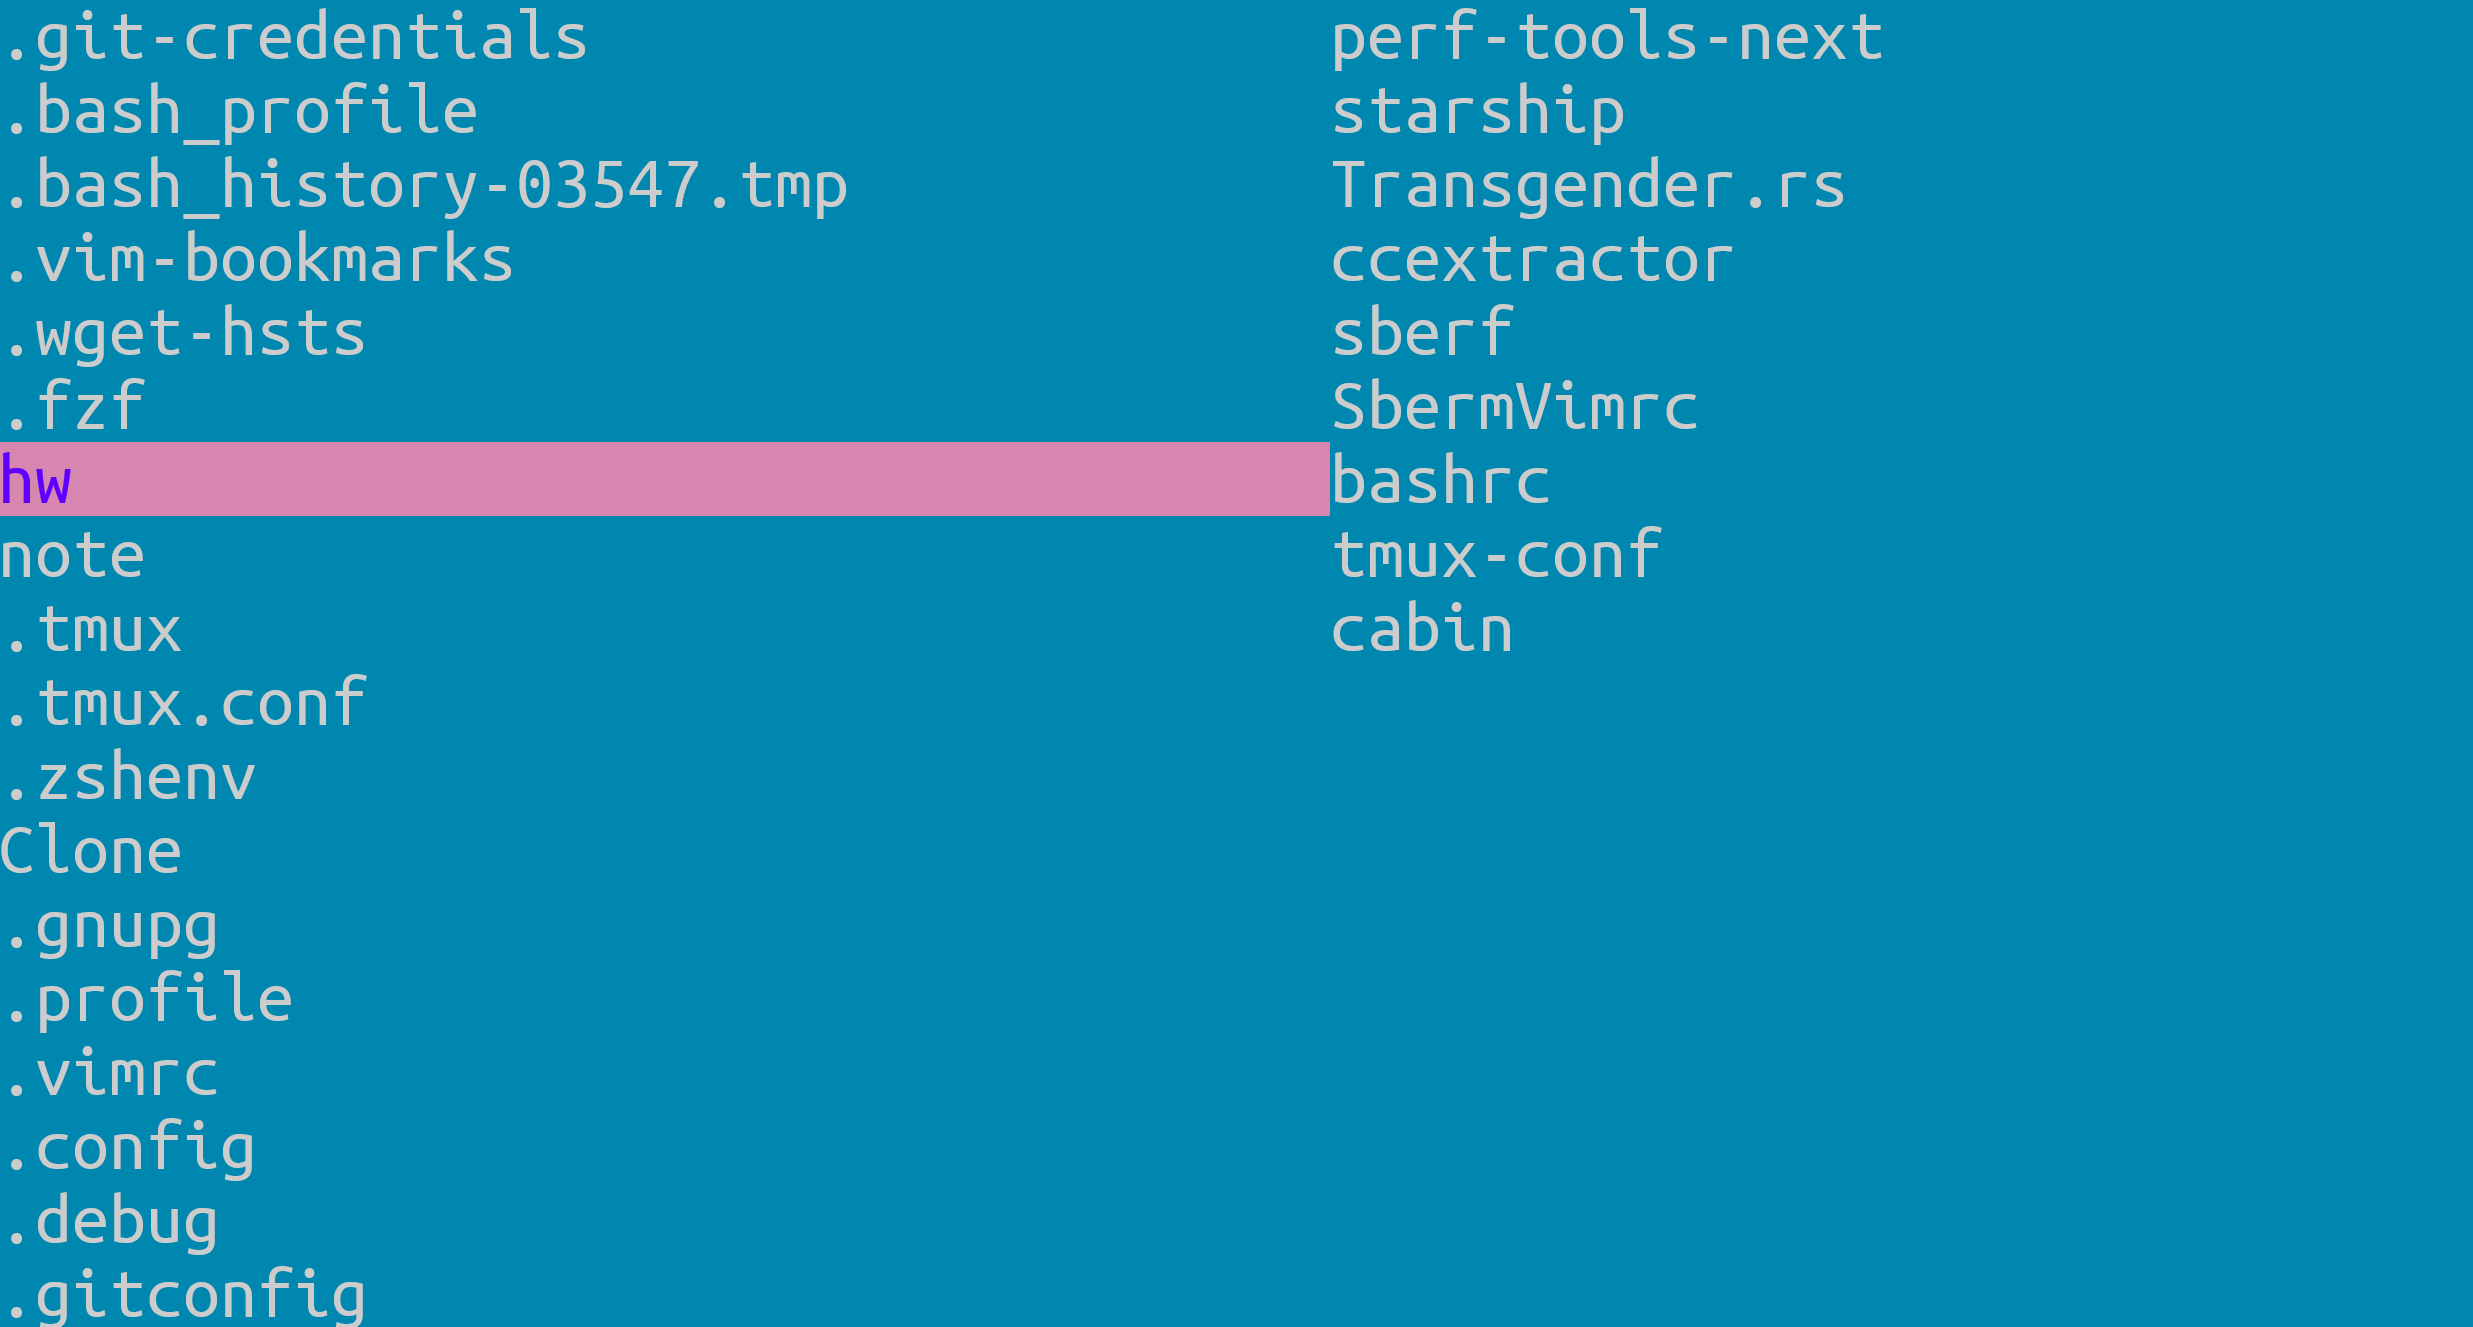 .git-credentials
.bash_profile
.bash_history-03547.tmp
.vim-bookmarks
.wget-hsts
.fzf
hw
note
.tmux
.tmux.conf
.zshenv
Clone
.gnupg
.profile
.vimrc
.config
.debug
.gitconfig
perf-tools-next
starship
Transgender.rs
ccextractor
sberf
SbermVimrc
bashrc
tmux-conf
cabin